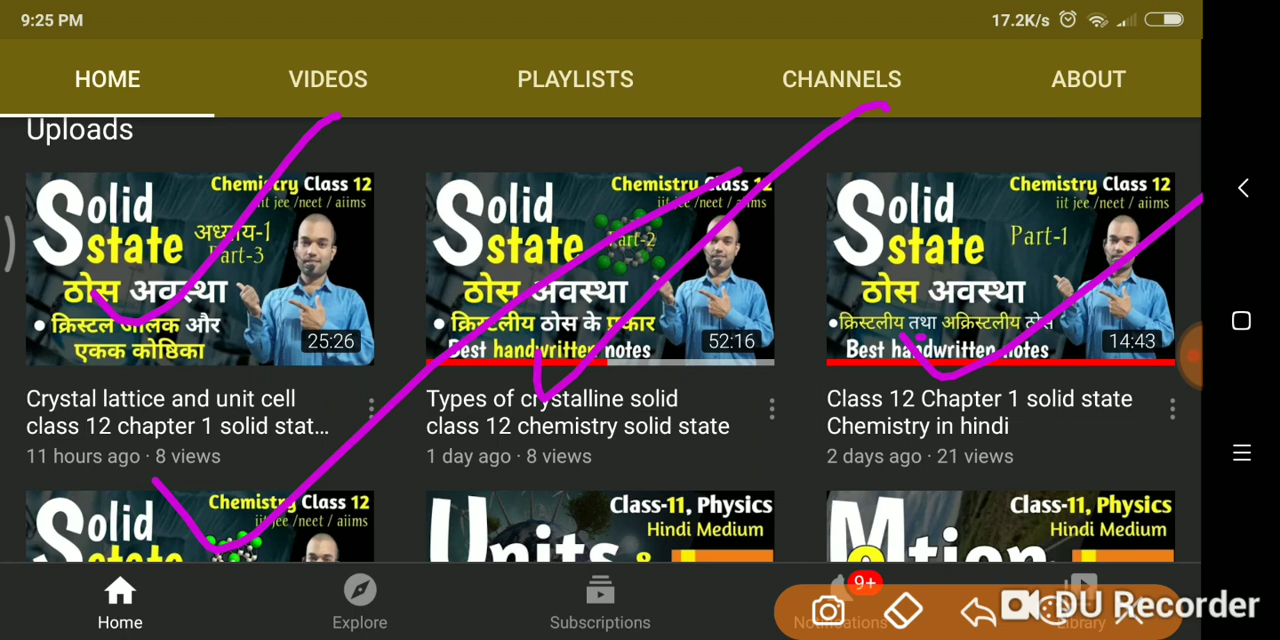 9:25 PM
17.2K/s
HOME VIDEOS PLAYLISTS CHANNELS ABOUT
Uploads
Chemistry Class 12
iit jee /neet / aiims
Solid
state
अध्याय-1
Part-3
ठोस अवस्था
• क्रिस्टल जालक और
एकक कोष्ठिका
25:26
Crystal lattice and unit cell
class 12 chapter 1 solid stat...
11 hours ago · 8 views
Chemistry Class 12
iit jee /neet / aiims
Solid
state
Part-2
ठोस अवस्था
• क्रिस्टलीय ठोस के प्रकार
Best handwritten notes
52:16
Types of crystalline solid
class 12 chemistry solid state
1 day ago · 8 views
Chemistry Class 12
iit jee /neet / aiims
Solid
state
Part-1
ठोस अवस्था
•क्रिस्टलीय तथा अक्रिस्टलीय ठोस
Best handwritten notes
14:43
Class 12 Chapter 1 solid state
Chemistry in hindi
2 days ago · 21 views
Chemistry Class 12
iit jee /neet / aiims
Solid
state
Class-11, Physics
Hindi Medium
Units
&
Class-11, Physics
Hindi Medium
Motion
9+
Home Explore Subscriptions Notifications Library
DU Recorder